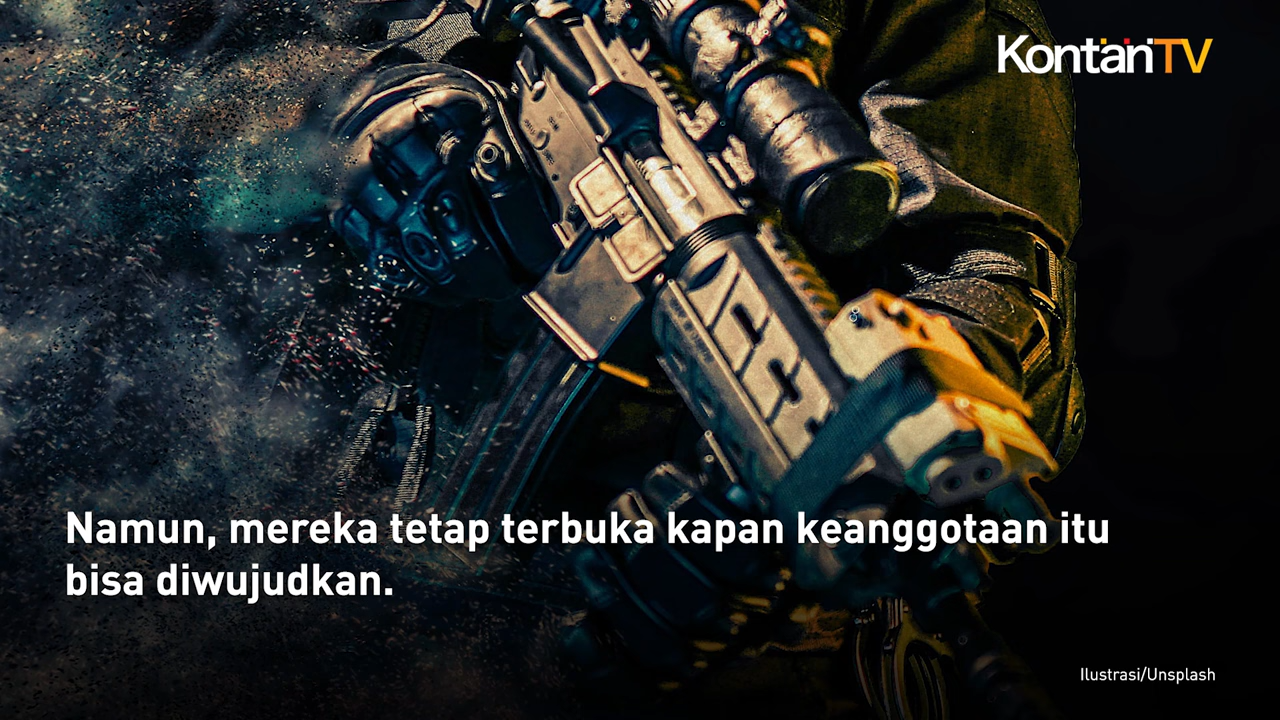 KontanTV
Namun, mereka tetap terbuka kapan keanggotaan itu
bisa diwujudkan.
Ilustrasi/Unsplash